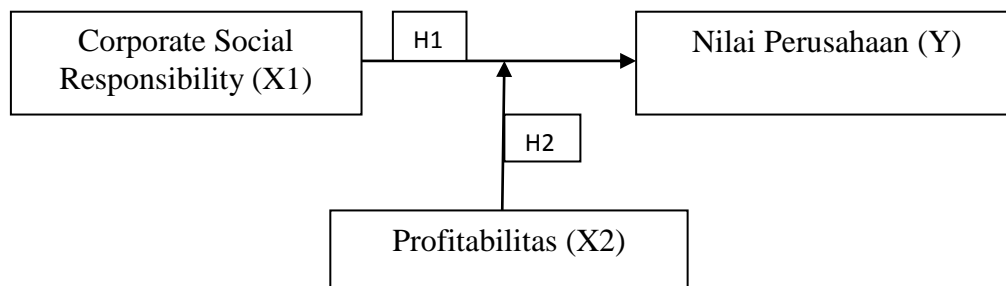 Corporate Social
Responsibility (X1)
H1
Nilai Perusahaan (Y)
H2
Profitabilitas (X2)